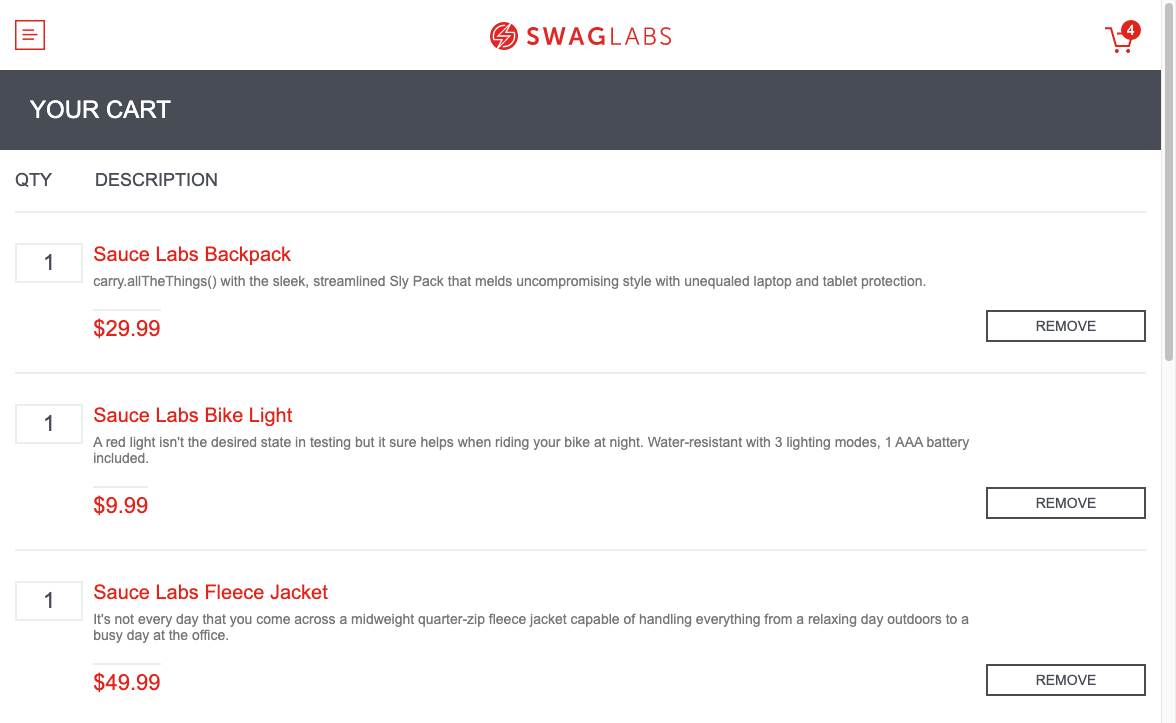 SWAGLABS
4
YOUR CART
QTY DESCRIPTION
1
Sauce Labs Backpack
carry.allTheThings() with the sleek, streamlined Sly Pack that melds uncompromising style with unequaled laptop and tablet protection.
$29.99
REMOVE
1
Sauce Labs Bike Light
A red light isn't the desired state in testing but it sure helps when riding your bike at night. Water-resistant with 3 lighting modes, 1 AAA battery
included.
$9.99
REMOVE
1
Sauce Labs Fleece Jacket
It's not every day that you come across a midweight quarter-zip fleece jacket capable of handling everything from a relaxing day outdoors to a
busy day at the office.
$49.99
REMOVE